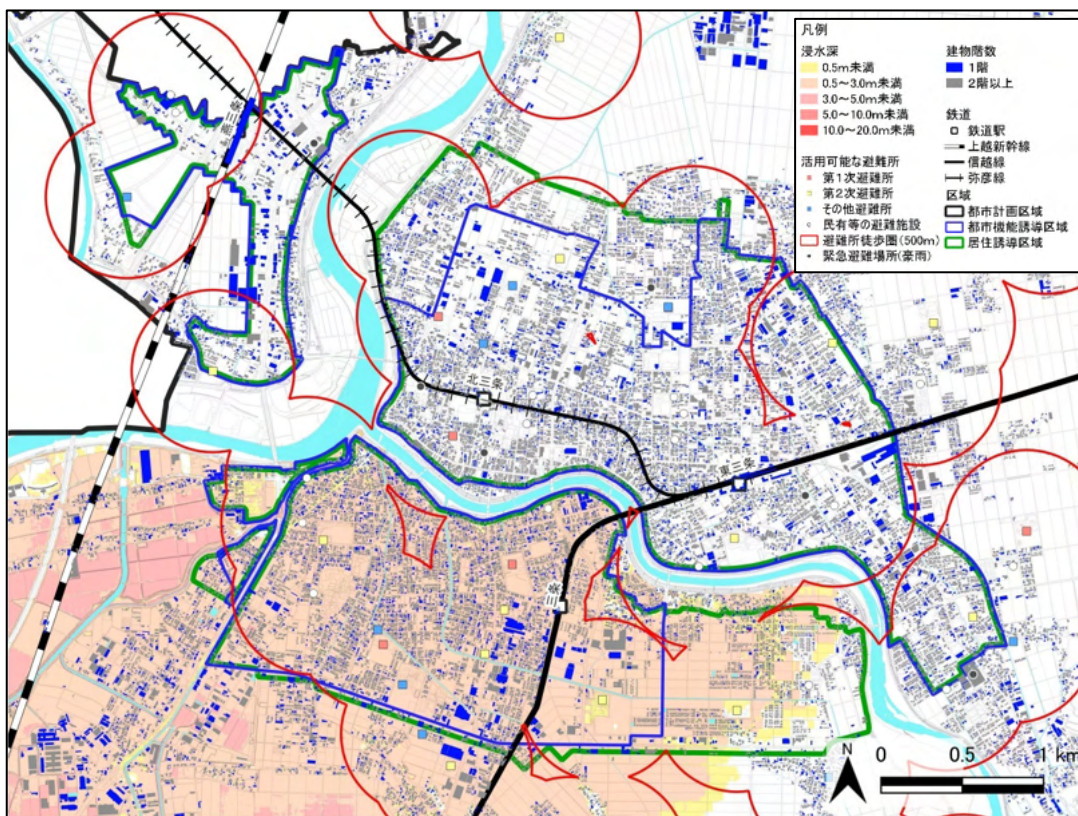 凡例
浸水深
0.5m未満
0.5~3.0m未満
3.0~5.0m未満
5.0~10.0m未満
10.0~20.0m未満
活用可能な避難所
第1次避難所
第2次避難所
その他避難所
民有等の避難施設
避難所徒歩圏(500m)
緊急避難場所(豪雨)
建物階数
1階
2階以上
鉄道
鉄道駅
上越新幹線
信越線
弥彦線
区域
都市計画区域
都市機能誘導区域
居住誘導区域
燕三条
北三条
東三条
三条
N
0 0.5 1 km